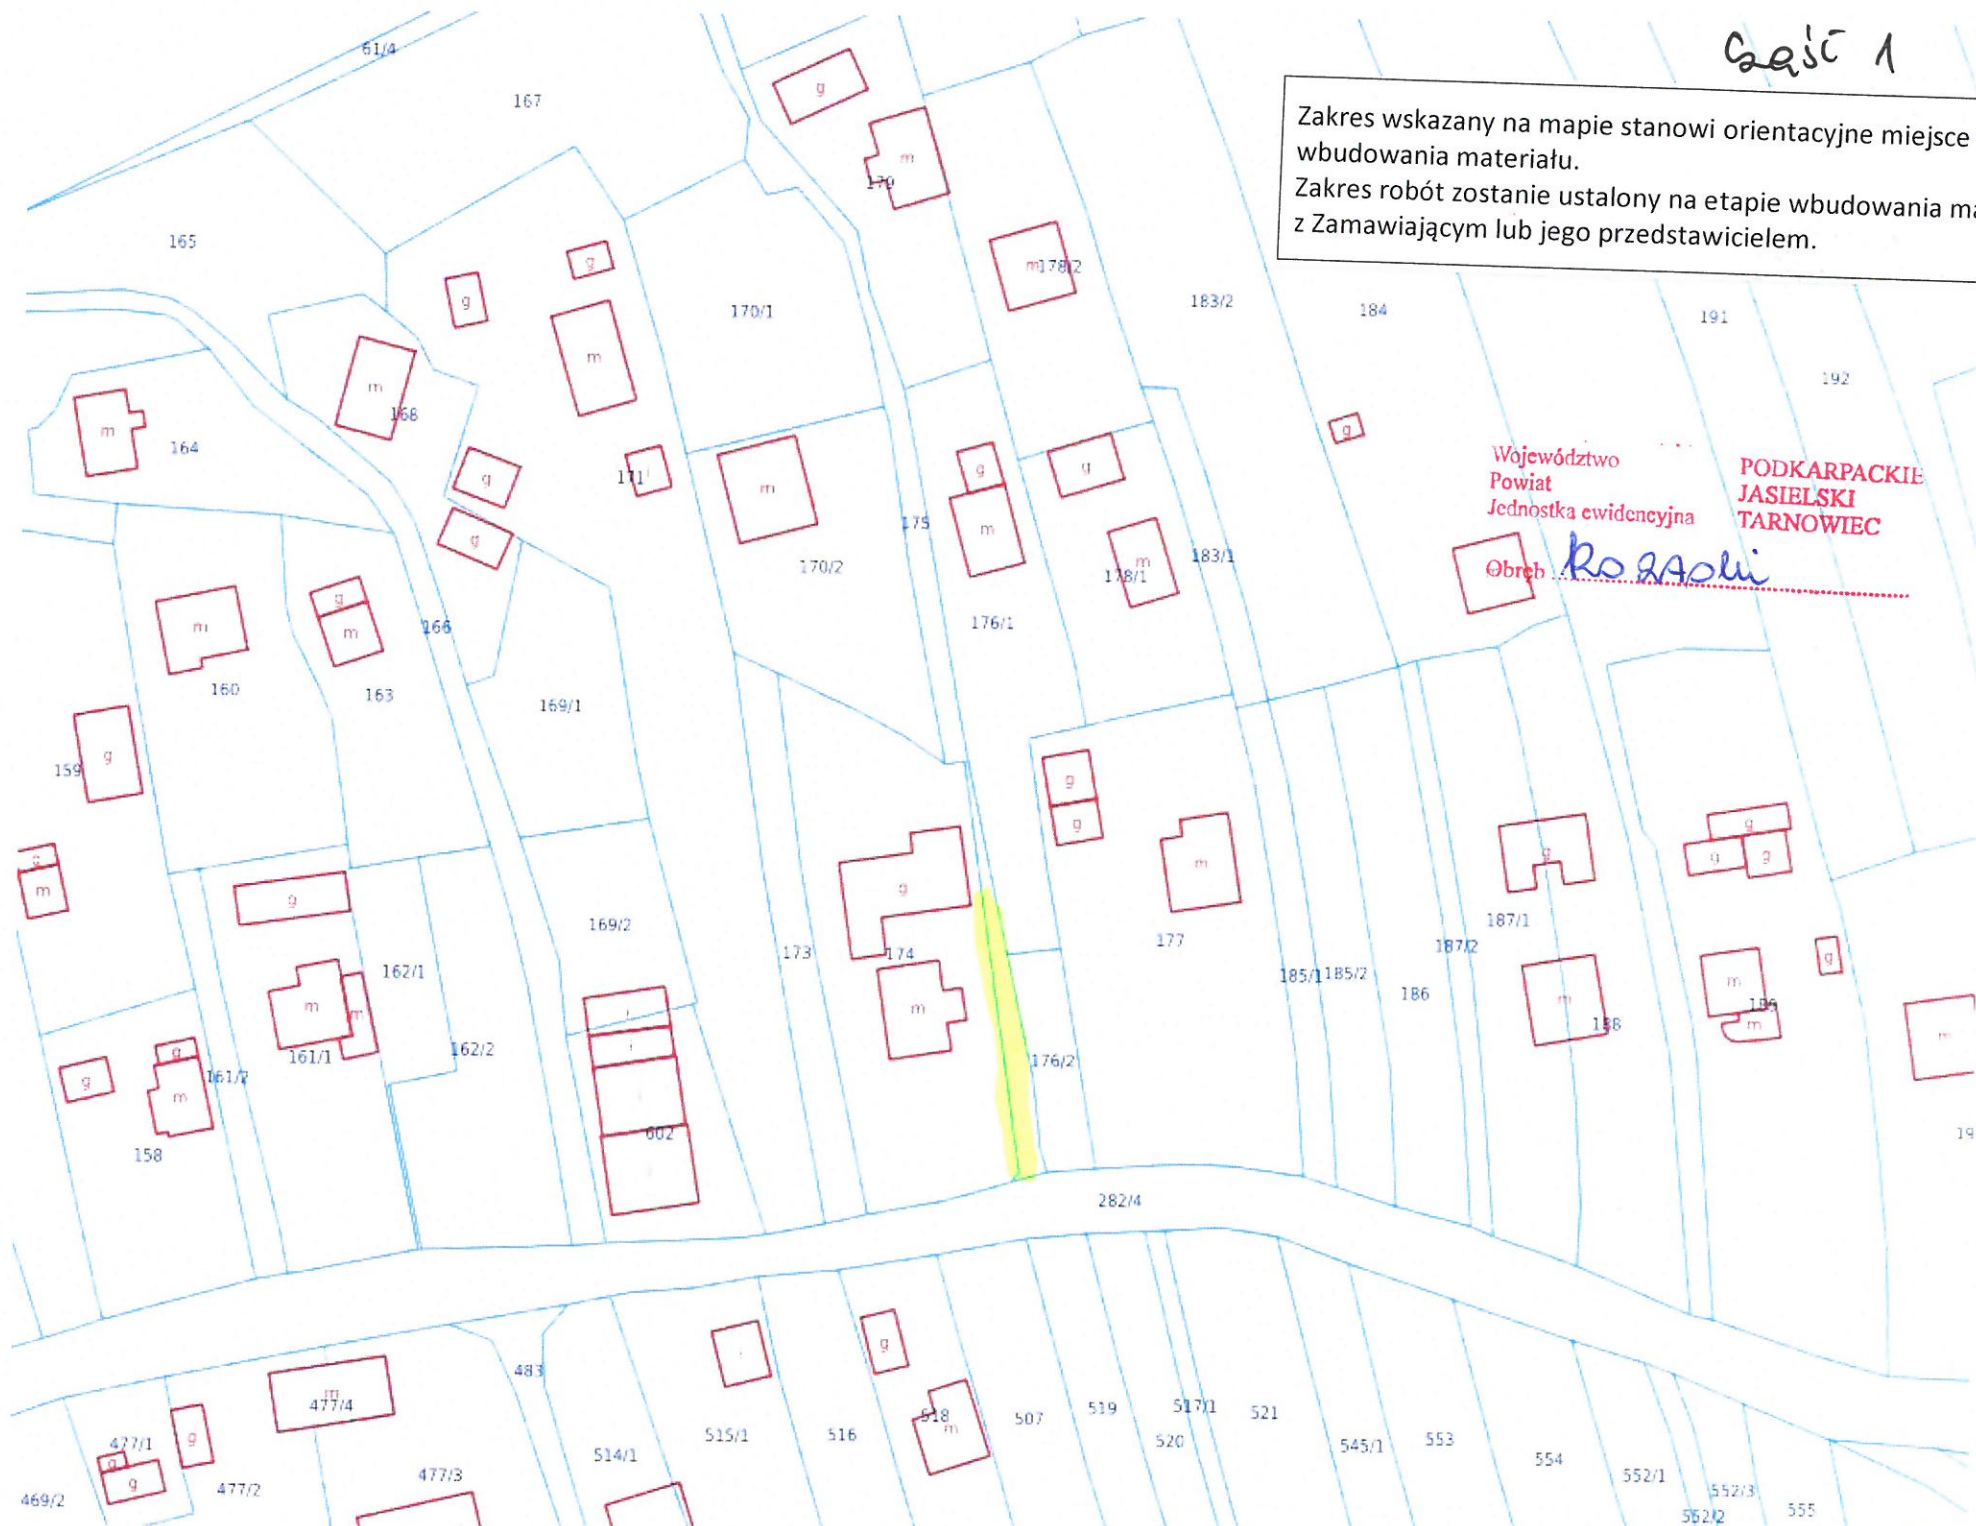 Część 1
Zakres wskazany na mapie stanowi orientacyjne miejsce
wbudowania materiału.
Zakres robót zostanie ustalony na etapie wbudowania
z Zamawiającym lub jego przedstawicielem.
Województwo PODKARPACKIE
Powiat JASIELSKI
Jednostka ewidencyjna TARNOWIEC
Obręb
61/4
167
g
m
179
165
g
g
m178/2
183/2
184
191
170/1
m
m
168
192
m
164
g
g
171
m
g
m
g
175
170/2
g
m
178/1
183/1
176/1
m
160
g
m
163
166
169/1
159
g
g
g
m
177
g
m
g
162/1
m
m
161/1
162/2
161/2
g
g
m
158
169/2
602
173
g
174
m
176/2
185/1
185/2
186
187/2
187/1
g
m
188
g
g
g
m
189
m
g
m
19
282/4
483
m
477/4
477/1
g
g
g
477/2
477/3
469/2
514/1
515/1
516
g
518
m
507
519
520
517/1
521
545/1
553
554
552/1
552/3
552/2
555